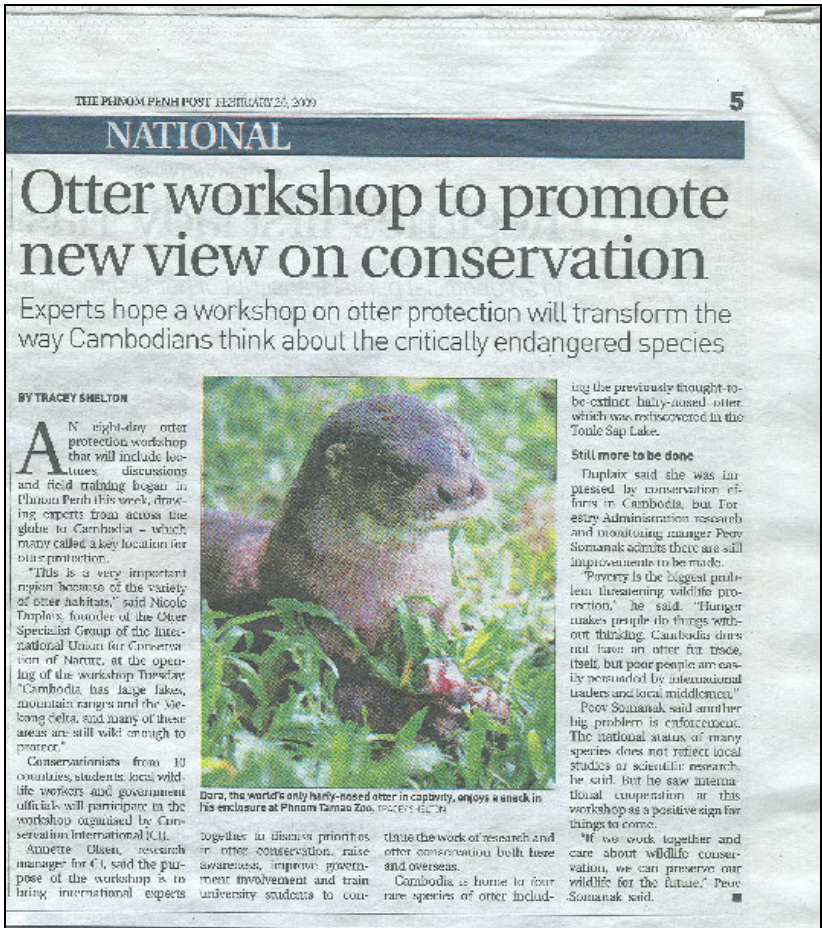 THE PHNOM PENH POST FEBRUARY 26, 2009
5
NATIONAL
Otter workshop to promote
new view on conservation
Experts hope a workshop on otter protection will transform the
way Cambodians think about the critically endangered species
BY TRACEY SHELTON
AN eight-day otter
protection workshop
that will include lec-
tures, discussions
and field training began in
Phnom Penh this week, draw-
ing experts from across the
globe to Cambodia – which
many called a key location for
otter protection.
"This is a very important
region because of the variety
of otter habitats," said Nicole
Duplaix, founder of the Otter
Specialist Group of the Inter-
national Union for Conserva-
tion of Nature, at the open-
ing of the workshop Tuesday.
"Cambodia has large lakes,
mountain ranges and the Me-
kong delta, and many of these
areas are still wild enough to
protect."
Conservationists from 10
countries, students, local wild-
life workers and government
officials will participate in the
workshop organised by Con-
servation International (CI).
Annette Olsen, research
manager for CI, said the pur-
pose of the workshop is to
bring international experts
Dara, the world's only hariy-nosed otter in captivity, enjoys a sneck in
his enclosure at Phnom Tamao Zoo. TRACEY SHELTON
together to discuss priorities
in otter conservation, raise
awareness, improve govern-
ment involvement and train
university students to con-
tinue the work of research and
otter conservation both here
and overseas.
Cambodia is home to four
rare species of otter includ-
ing the previously thought-to-
be-extinct hairy-nosed otter,
which was rediscovered in the
Tonle Sap Lake.
Still more to be done
Duplaix said she was im-
pressed by conservation ef-
forts in Cambodia, but For-
estry Administration research
and monitoring manger Peov
Somanak admits there are still
improvements to be made.
"Poverty is the biggest prob-
lem threatening wildlife pro-
tection," he said. "Hunger
makes people do things with-
out thinking. Cambodia does
not have an otter fur trade,
itself, but poor people are eas-
ily persuaded by international
traders and local middlemen."
Peov Somanak said another
big problem is enforcement.
The national status of many
species does not reflect local
studies or scientific research,
he said. But he saw interna-
tional cooperation at this
workshop as a positive sign for
things to come.
"If we work together and
care about wildlife conser-
vation, we can preserve our
wildlife for the future," Peov
Somanak said.